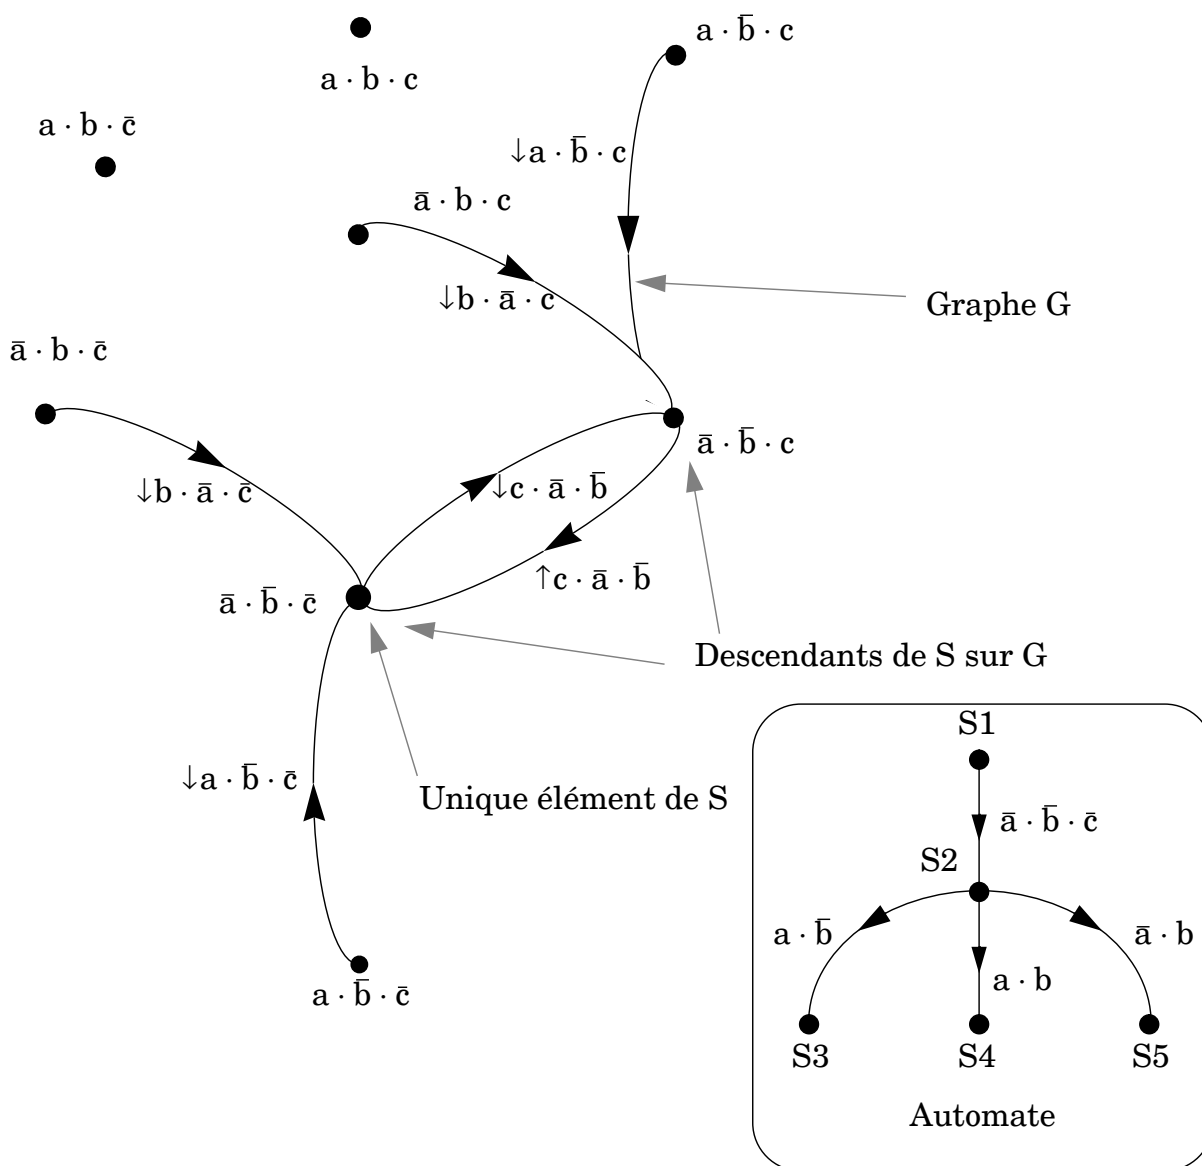 a · b̄ · c
a · b · c
a · b · c̄
↓a · b̄ · c
ā · b · c
↓b · ā · c
Graphe G
ā · b · c̄
ā · b̄ · c
↓b · ā · c̄
↓c · ā · b̄
↑c · ā · b̄
ā · b̄ · c̄
Descendants de S sur G
↓a · b̄ · c̄
Unique élément de S
a · b̄ · c̄
S1
ā · b̄ · c̄
S2
a · b̄
ā · b
a · b
S3
S4
S5
Automate